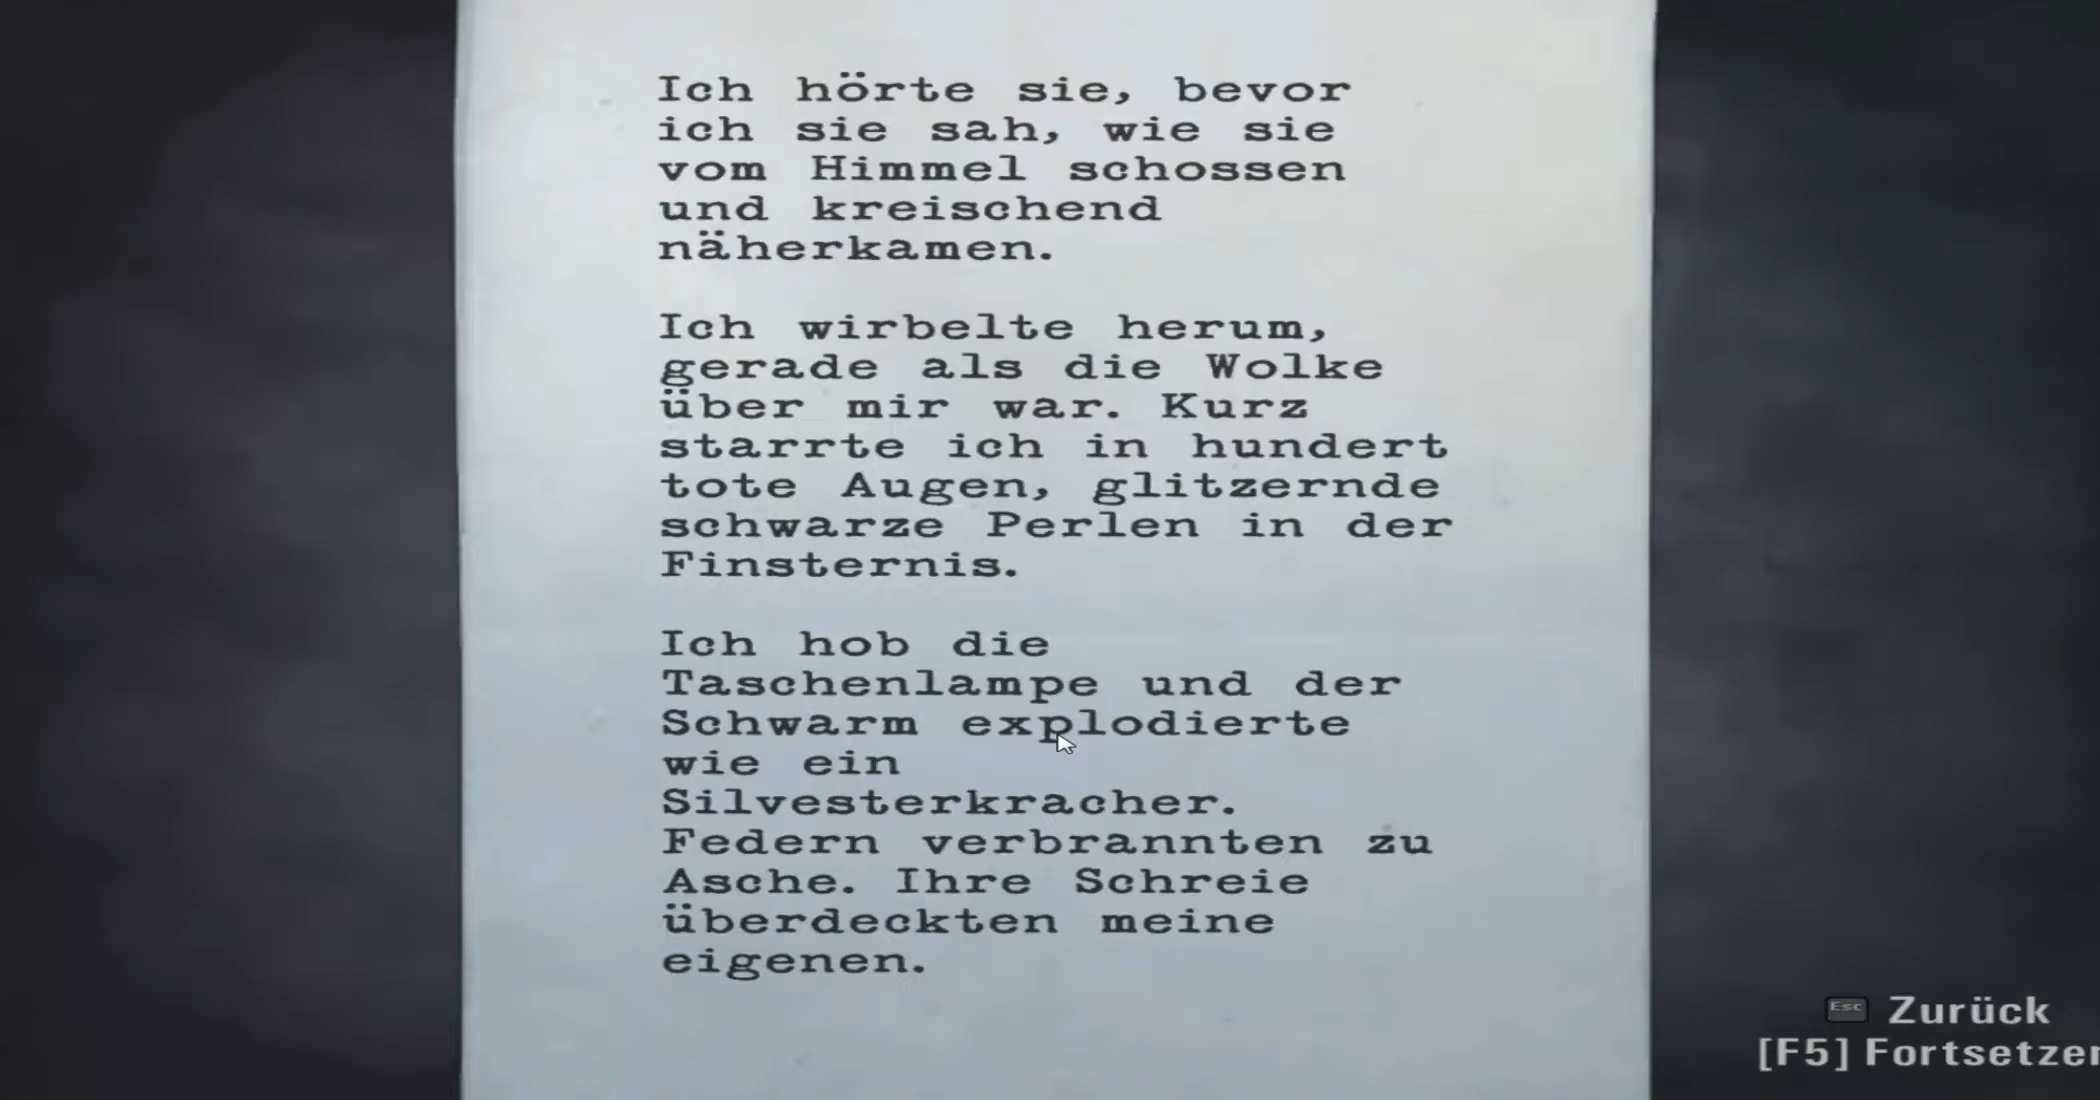 Ich hörte sie, bevor
ich sie sah, wie sie
vom Himmel schossen
und kreischend
näherkamen.
Ich wirbelte herum,
gerade als die Wolke
über mir war. Kurz
starrte ich in hundert
tote Augen, glitzernde
schwarze Perlen in der
Finsternis.
Ich hob die
Taschenlampe und der
Schwarm explodierte
wie ein
Silvesterkracher.
Federn verbrannten zu
Asche. Ihre Schreie
überdeckten meine
eigenen.
Esc Zurück
[F5] Fortsetzen